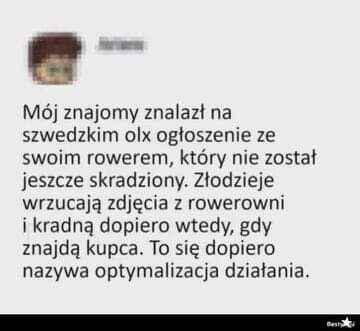 Mój znajomy znalazł na
szwedzkim olx ogłoszenie ze
swoim rowerem, który nie został
jeszcze skradziony. Złodzieje
wrzucają zdjęcia z rowerowni
i kradną dopiero wtedy, gdy
znajdą kupca. To się dopiero
nazywa optymalizacja działania.